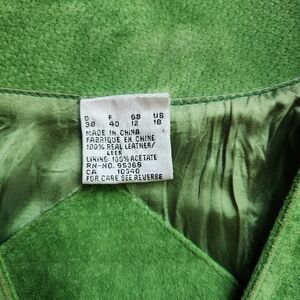 D F GB US
38 40 12 10
MADE IN CHINA
FABRIQUE EN CHINE
100% REAL LEATHER/
LEER
LINING: 100% ACETATE
RN-NO. 95369
CA 10340
FOR CARE SEE REVERSE